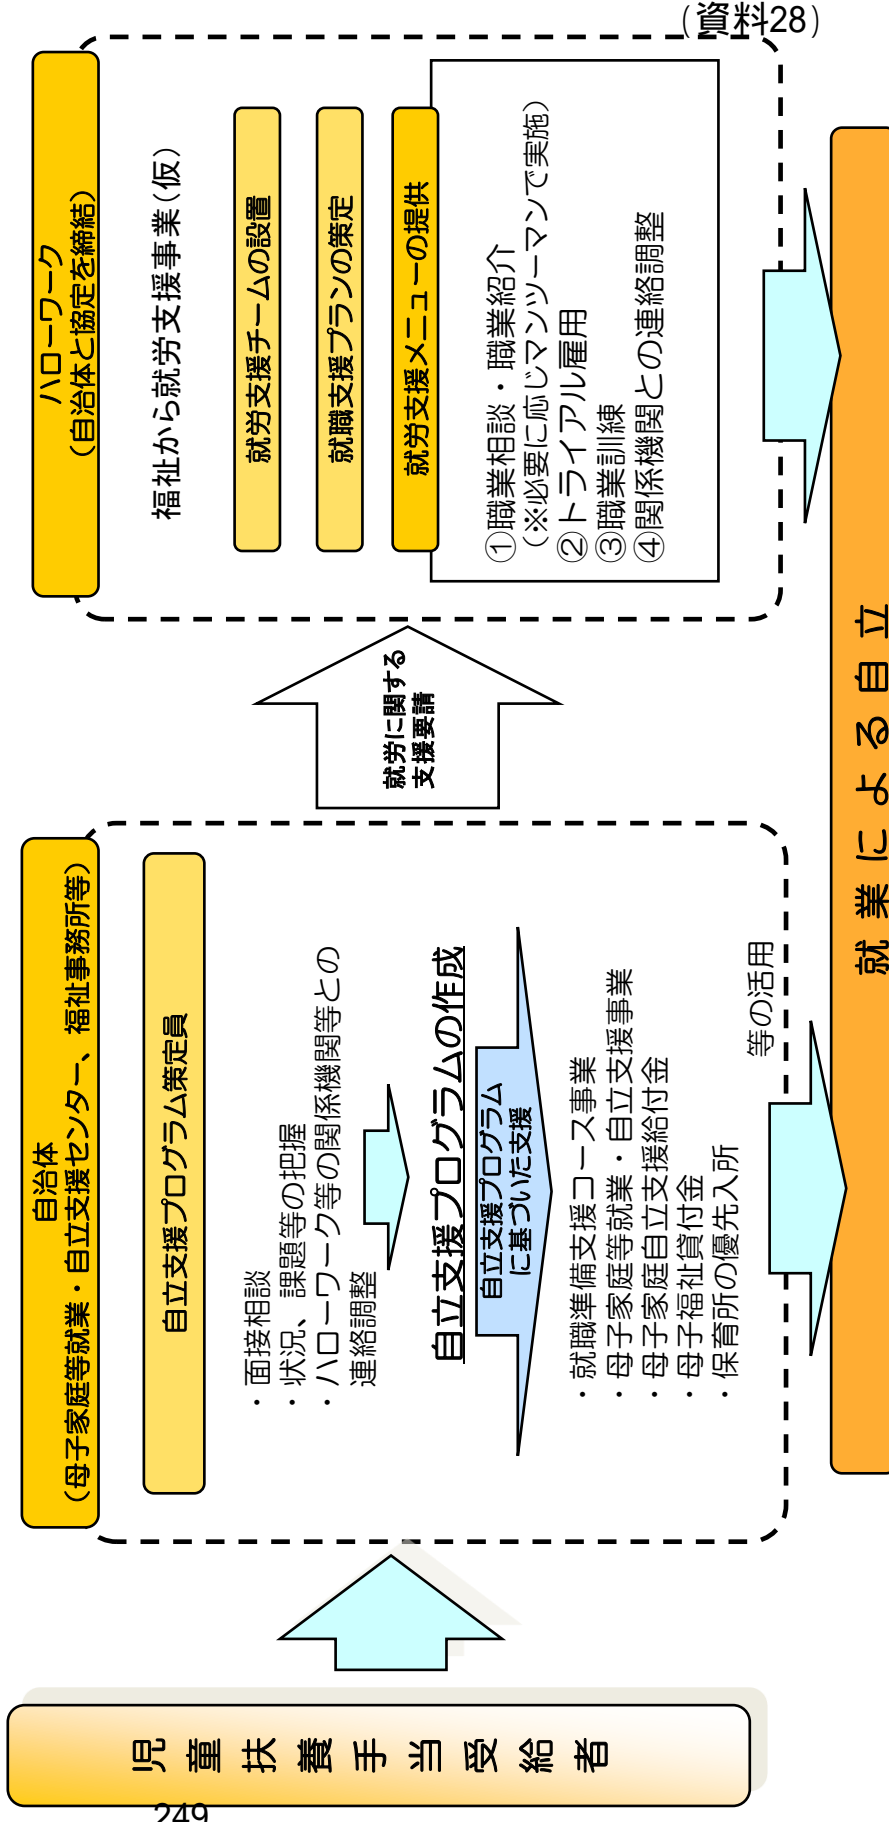 (資料28)
児童扶養手当受給者
自治体
(母子家庭等就業・自立支援センター、福祉事務所等)
自立支援プログラム策定員
・面接相談
・状況、課題等の把握
・ハローワーク等の関係機関等との
連絡調整
自立支援プログラムの作成
自立支援プログラム
に基づいた支援
・就職準備支援コース事業
・母子家庭等就業・自立支援事業
・母子家庭自立支援給付金
・母子福祉貸付金
・保育所の優先入所
等の活用
就労に関する
支援要請
ハローワーク
(自治体と協定を締結)
福祉から就労支援事業(仮)
就労支援チームの設置
就職支援プランの策定
就労支援メニューの提供
①職業相談・職業紹介
(※必要に応じマンツーマンで実施)
②トライアル雇用
③職業訓練
④関係機関との連絡調整
就業による自立
249